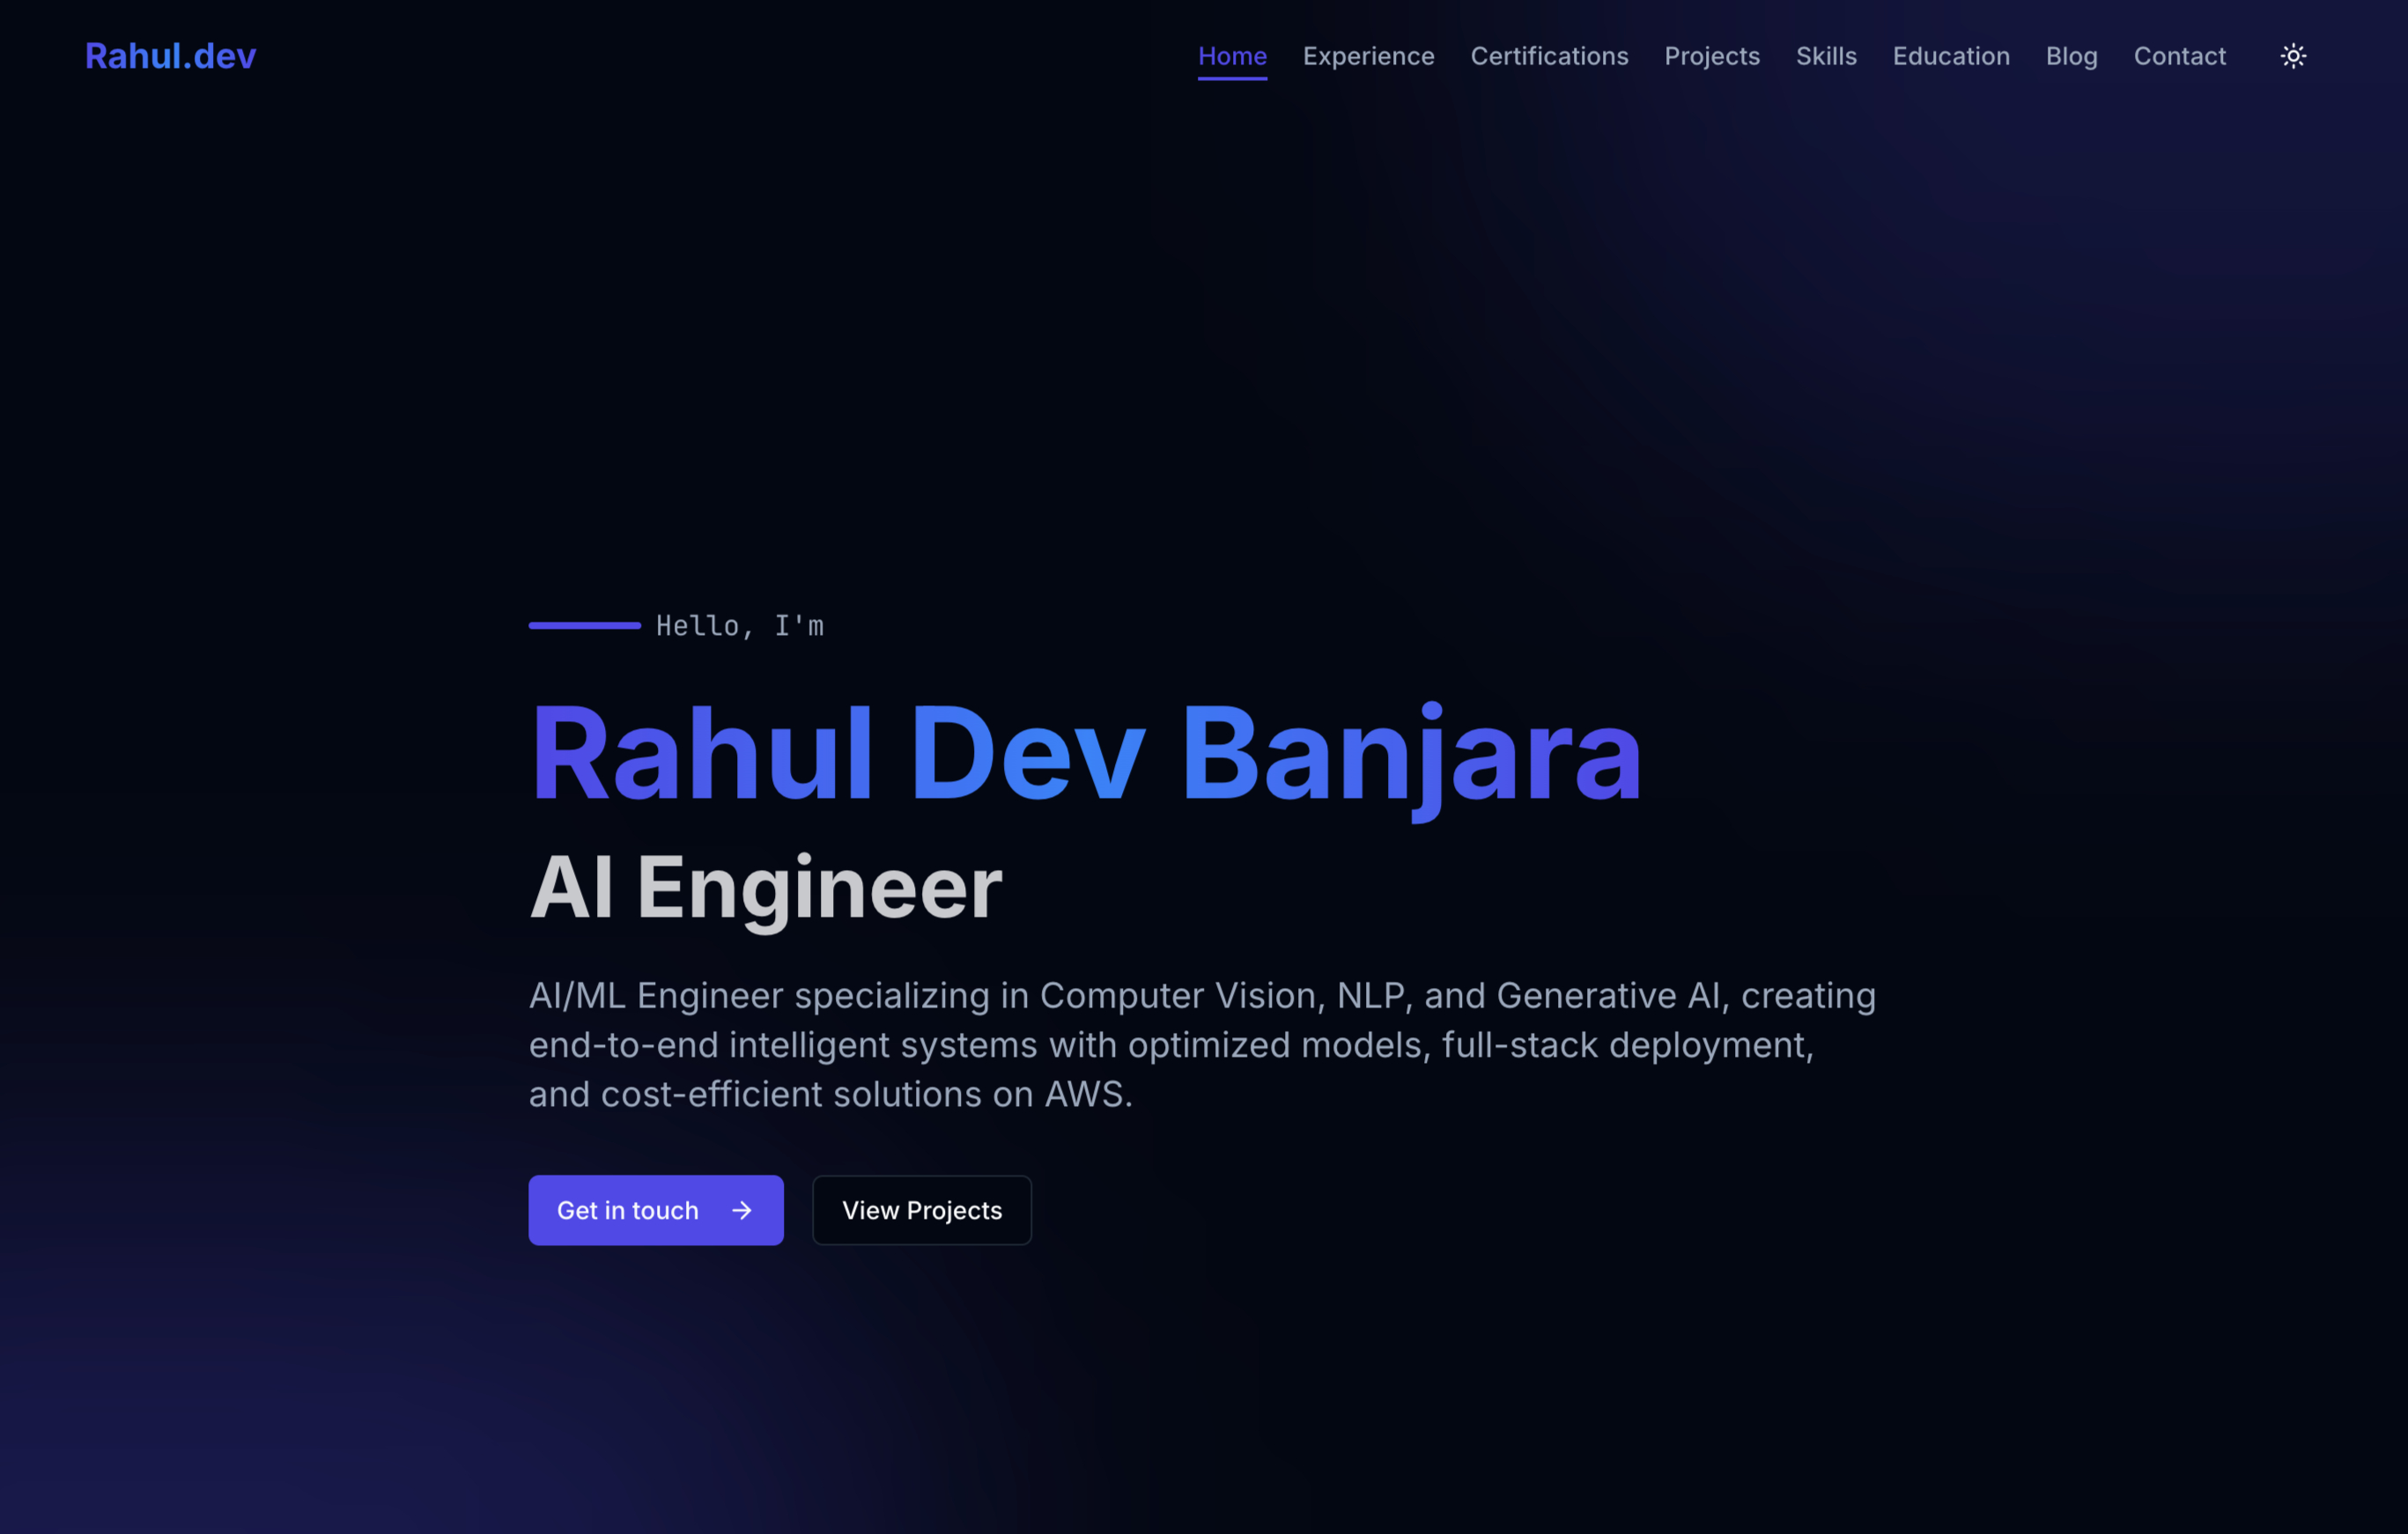 Rahul.dev
Home Experience Certifications Projects Skills Education Blog Contact
Hello, I'm
Rahul Dev Banjara
AI Engineer
AI/ML Engineer specializing in Computer Vision, NLP, and Generative AI, creating
end-to-end intelligent systems with optimized models, full-stack deployment,
and cost-efficient solutions on AWS.
Get in touch →
View Projects